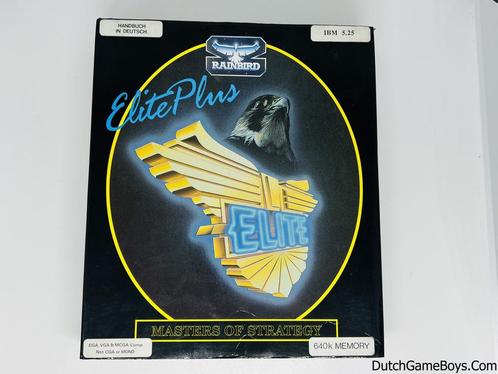 HANDBUCH
IN DEUTSCH.
IBM 5.25
RAINBIRD
Elite Plus
ELITE
MASTERS OF STRATEGY
EGA, VGA & MCGA Comp.
Not CGA or MONO
640k MEMORY
DutchGameBoys.Com